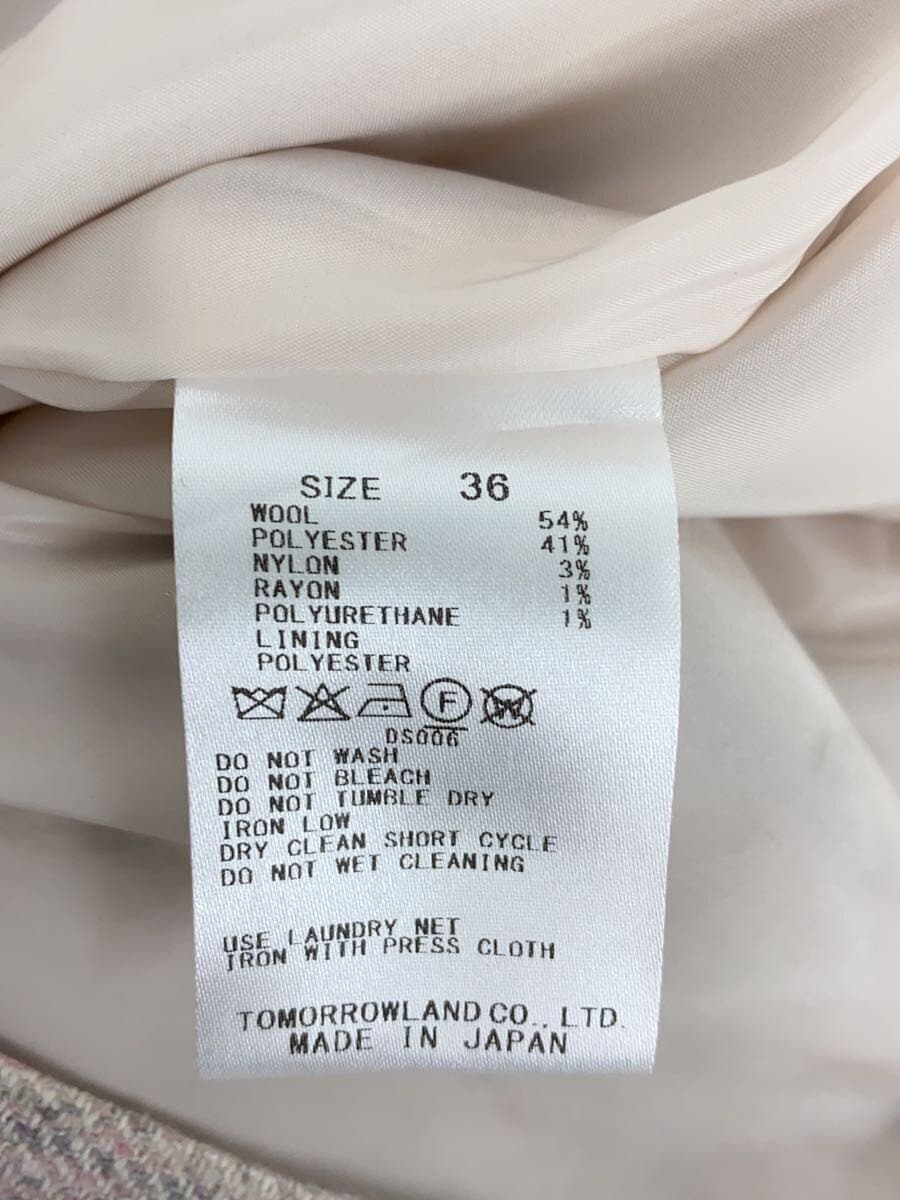 SIZE 36
WOOL 54%
POLYESTER 41%
NYLON 3%
RAYON 1%
POLYURETHANE 1%
LINING
POLYESTER
F W
DS006
DO NOT WASH
DO NOT BLEACH
DO NOT TUMBLE DRY
IRON LOW
DRY CLEAN SHORT CYCLE
DO NOT WET CLEANING
USE LAUNDRY NET
IRON WITH PRESS CLOTH
TOMORROWLAND CO., LTD.
MADE IN JAPAN